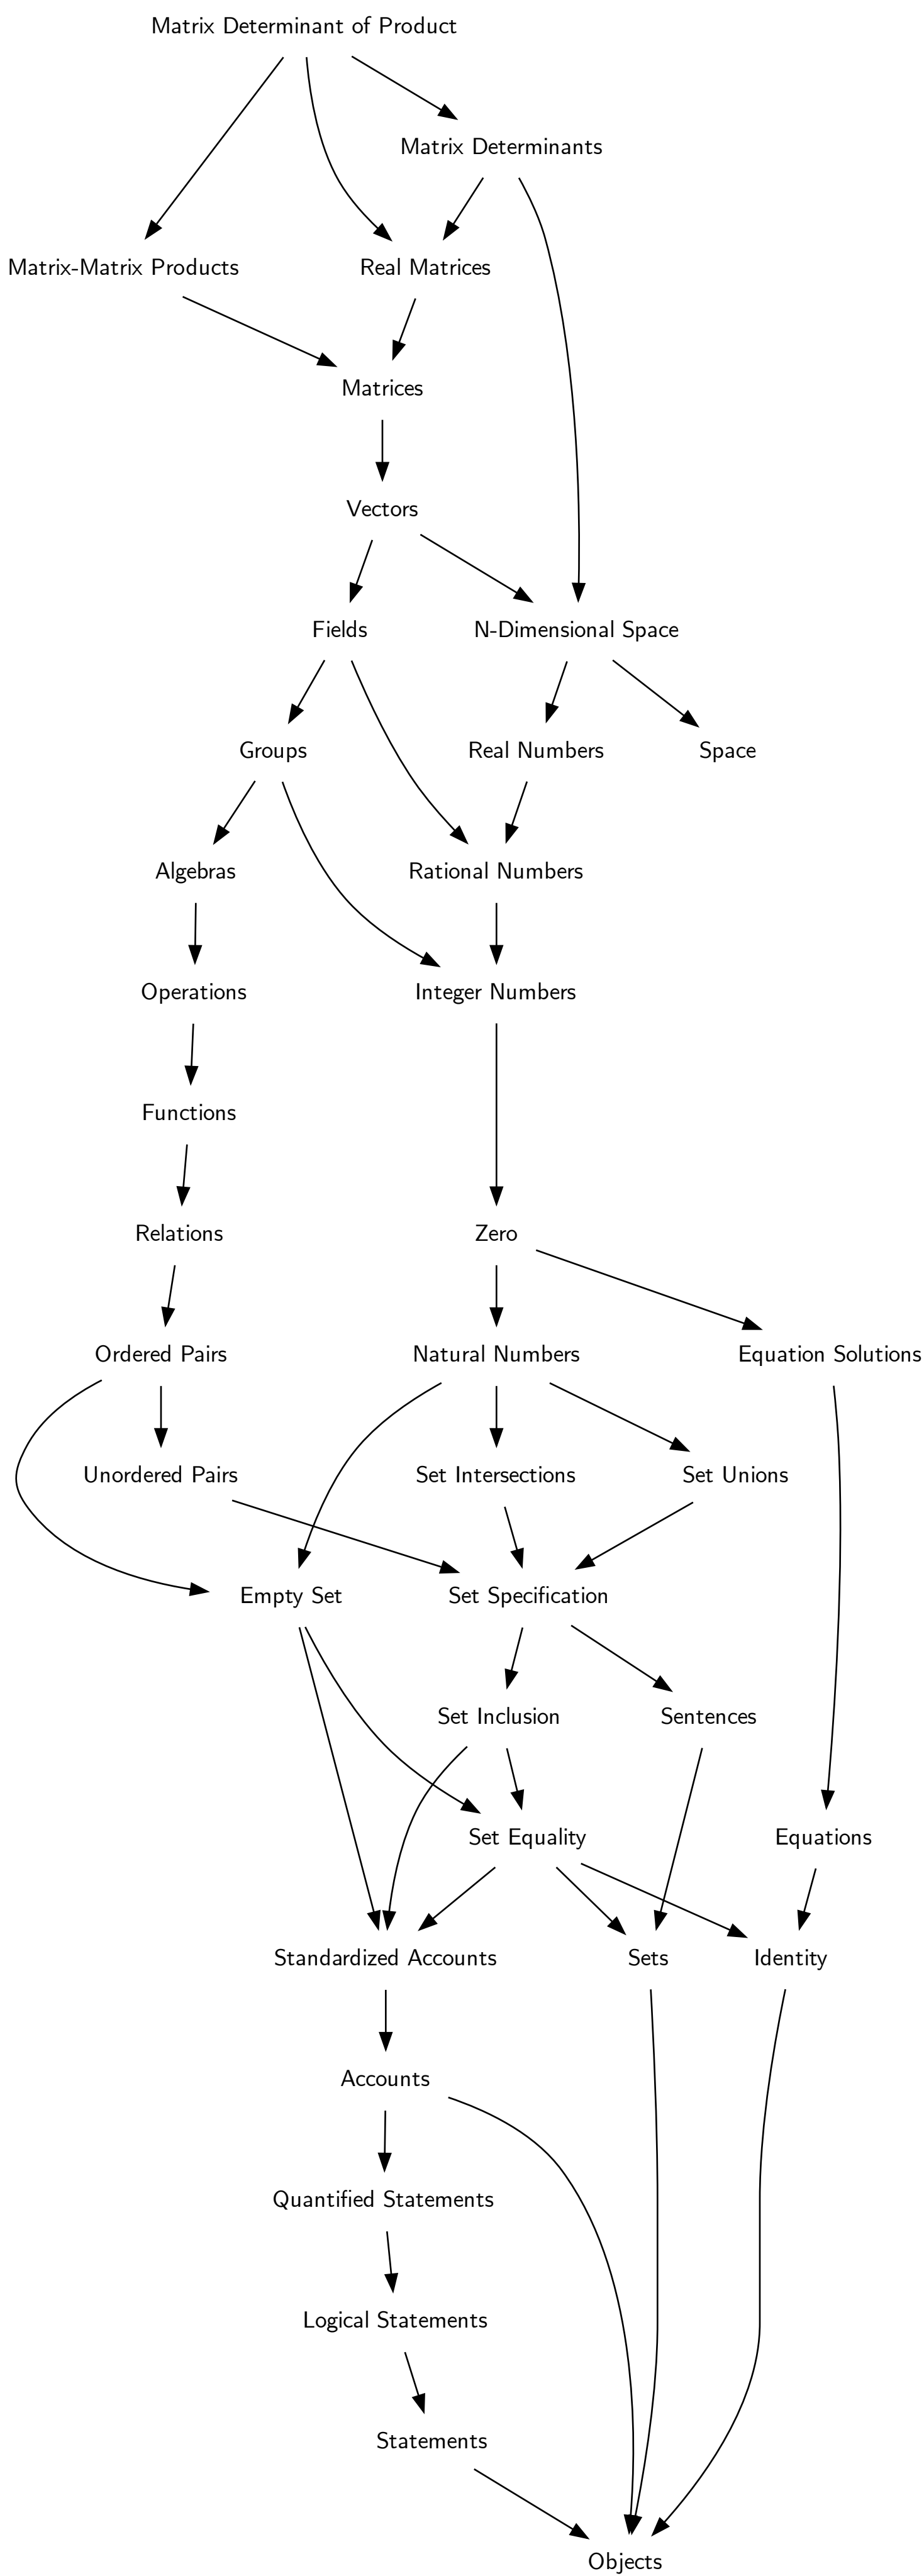 Matrix Determinant of Product
Matrix Determinants
Matrix-Matrix Products
Real Matrices
Matrices
Vectors
Fields
N-Dimensional Space
Groups
Real Numbers
Space
Algebras
Rational Numbers
Operations
Integer Numbers
Functions
Relations
Zero
Ordered Pairs
Natural Numbers
Equation Solutions
Unordered Pairs
Set Intersections
Set Unions
Empty Set
Set Specification
Set Inclusion
Sentences
Set Equality
Equations
Standardized Accounts
Sets
Identity
Accounts
Quantified Statements
Logical Statements
Statements
Objects